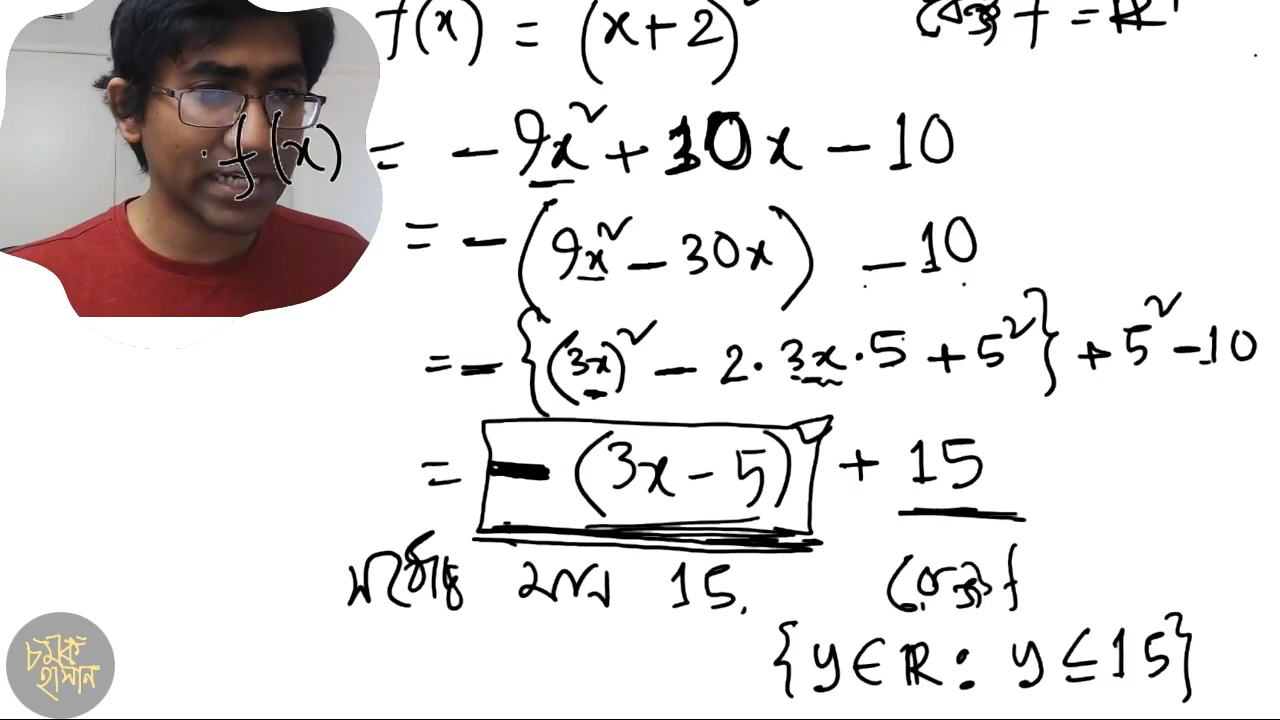 f(x) = (x+2)² রেঞ্জ f = ℝ⁺
f(x) = - 9x² + 30x - 10
= - (9x² - 30x) - 10
= - {(3x)² - 2 · 3x · 5 + 5²} + 5² - 10
= - (3x - 5)² + 15
সর্বোচ্চ মান 15. রেঞ্জ f
{y ∈ ℝ : y ≤ 15}
চমক
হাসান